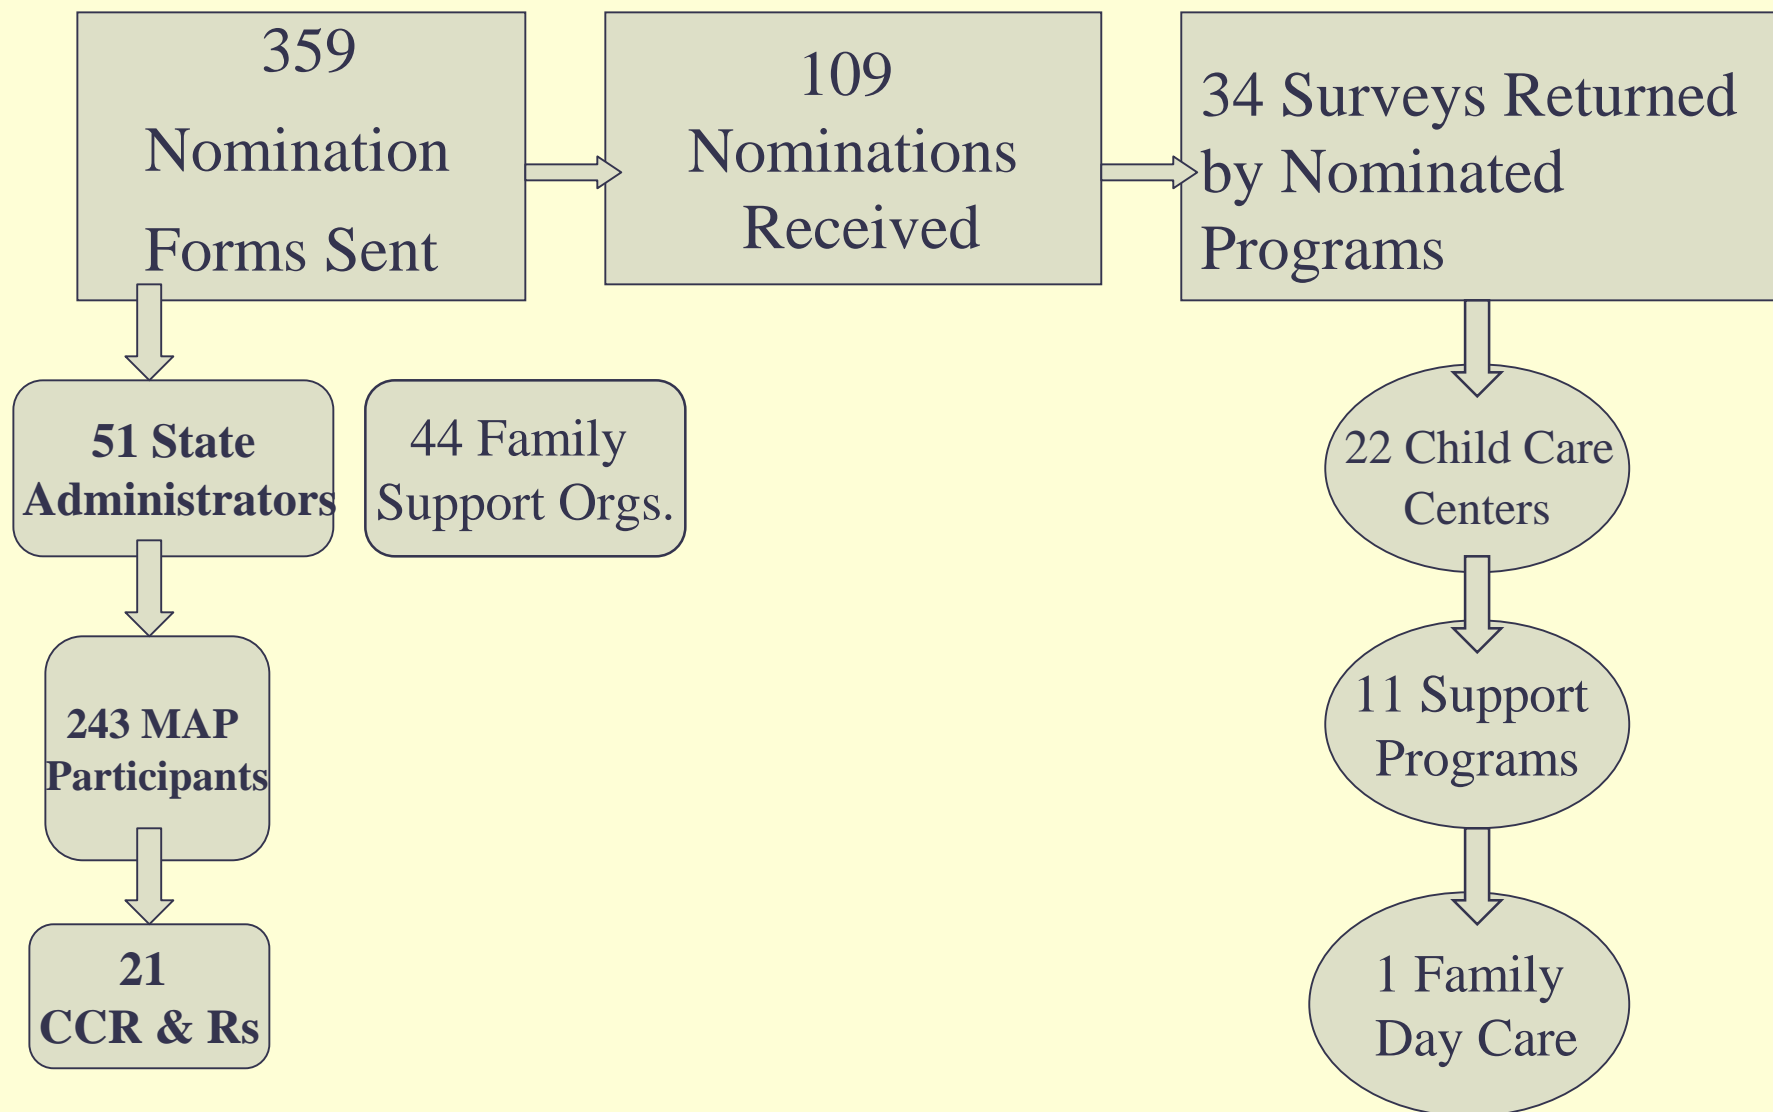 359
Nomination
Forms Sent
109
Nominations
Received
34 Surveys Returned
by Nominated
Programs
51 State
Administrators
44 Family
Support Orgs.
22 Child Care
Centers
243 MAP
Participants
11 Support
Programs
21
CCR & Rs
1 Family
Day Care